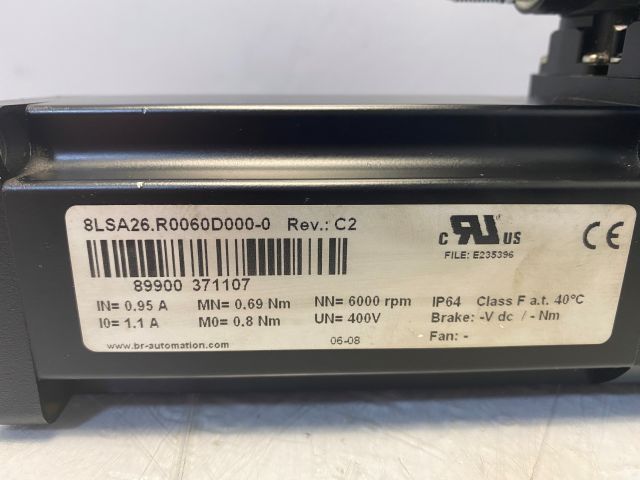 8LSA26.R0060D000-0 Rev.: C2
89900 371107
IN= 0.95 A MN= 0.69 Nm NN= 6000 rpm IP64 Class F a.t. 40°C
I0= 1.1 A M0= 0.8 Nm UN= 400V Brake: -V dc / - Nm
www.br-automation.com 06-08 Fan: -
C RU US
FILE: E235396
CE